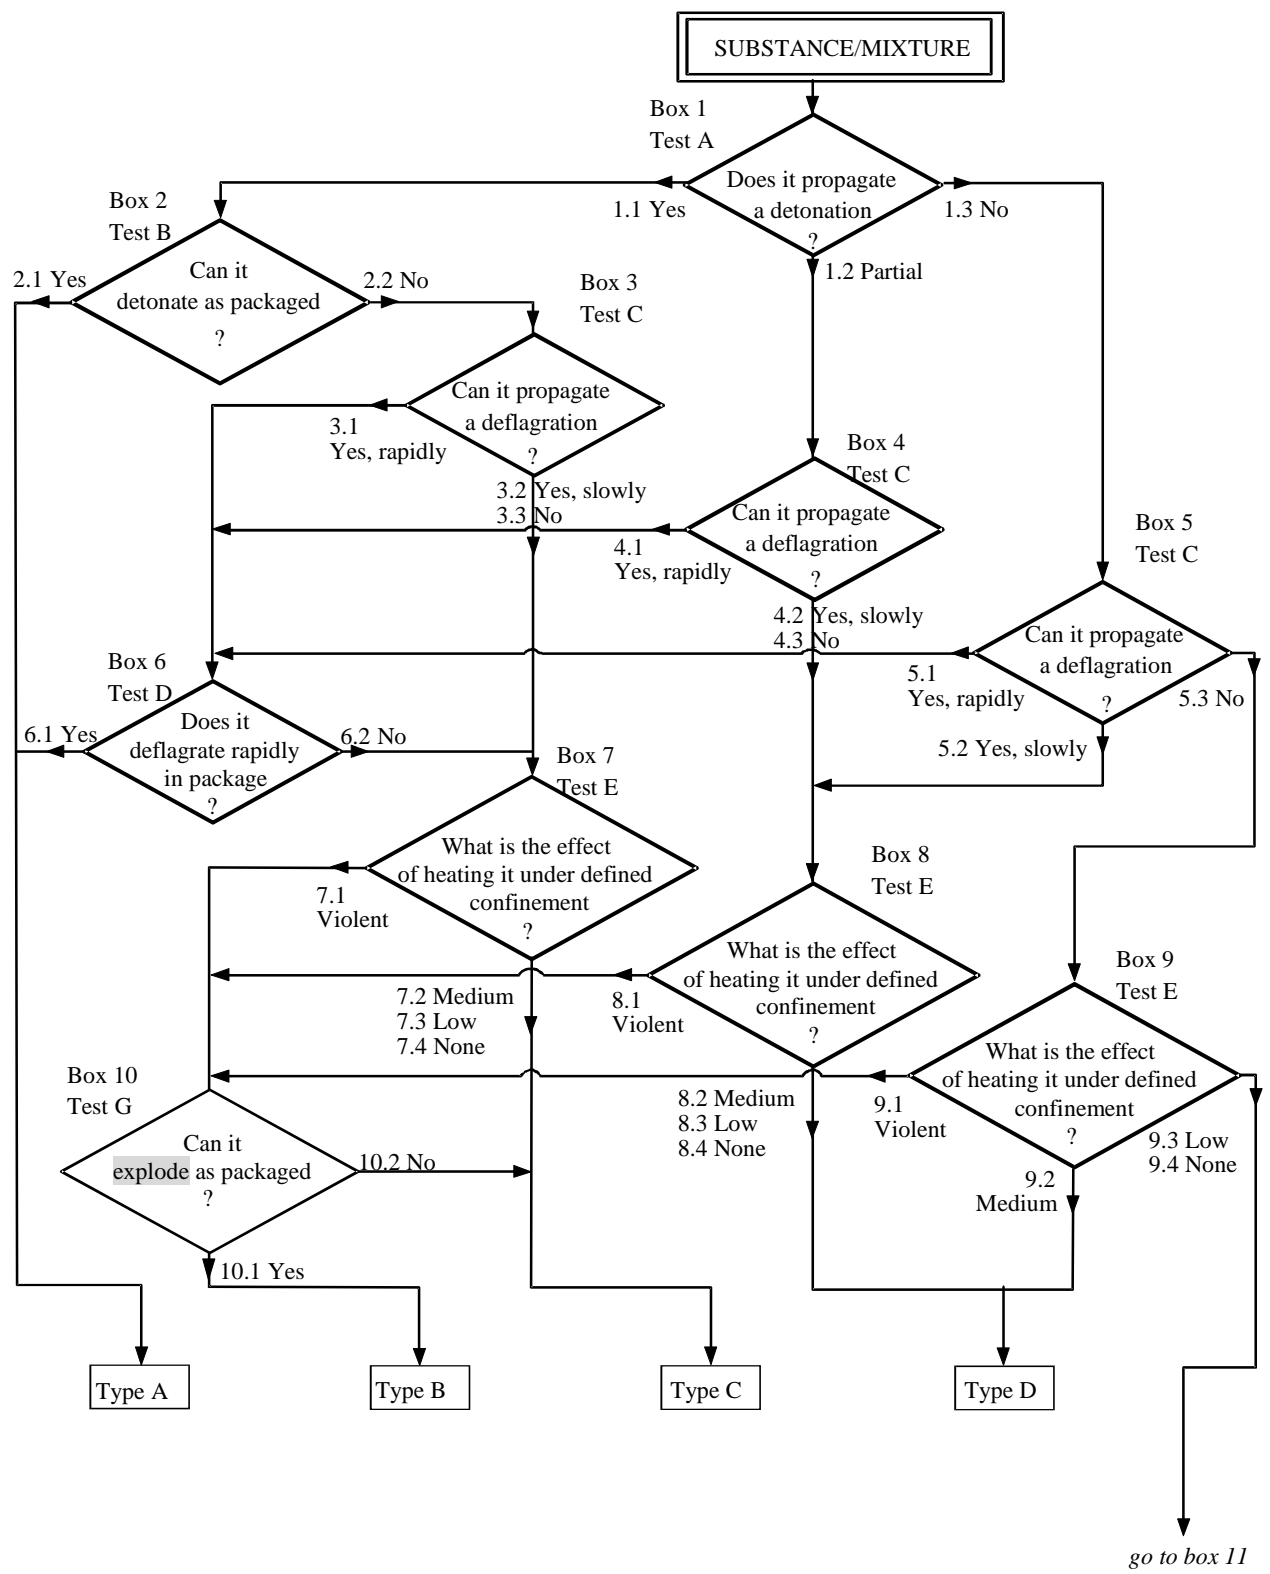 SUBSTANCE/MIXTURE
Box 1
Test A
Does it propagate
a detonation
?
1.1 Yes
1.3 No
1.2 Partial
Box 2
Test B
Can it
detonate as packaged
?
2.1 Yes
2.2 No
Box 3
Test C
Can it propagate
a deflagration
?
3.1
Yes, rapidly
3.2 Yes, slowly
3.3 No
Box 4
Test C
Can it propagate
a deflagration
?
4.1
Yes, rapidly
4.2 Yes, slowly
4.3 No
Box 5
Test C
Can it propagate
a deflagration
?
5.1
Yes, rapidly
5.3 No
5.2 Yes, slowly
Box 6
Test D
Does it
deflagrate rapidly
in package
?
6.1 Yes
6.2 No
Box 7
Test E
What is the effect
of heating it under defined
confinement
?
7.1
Violent
7.2 Medium
7.3 Low
7.4 None
Box 8
Test E
What is the effect
of heating it under defined
confinement
?
8.1
Violent
8.2 Medium
8.3 Low
8.4 None
Box 9
Test E
What is the effect
of heating it under defined
confinement
?
9.1
Violent
9.2
Medium
9.3 Low
9.4 None
Box 10
Test G
Can it
explode as packaged
?
10.2 No
10.1 Yes
Type A
Type B
Type C
Type D
go to box 11